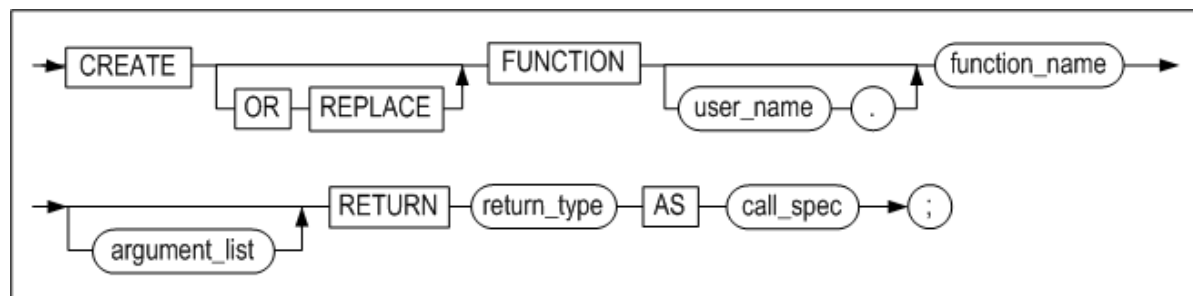 CREATE FUNCTION function_name
OR REPLACE user_name .
RETURN return_type AS call_spec ;
argument_list